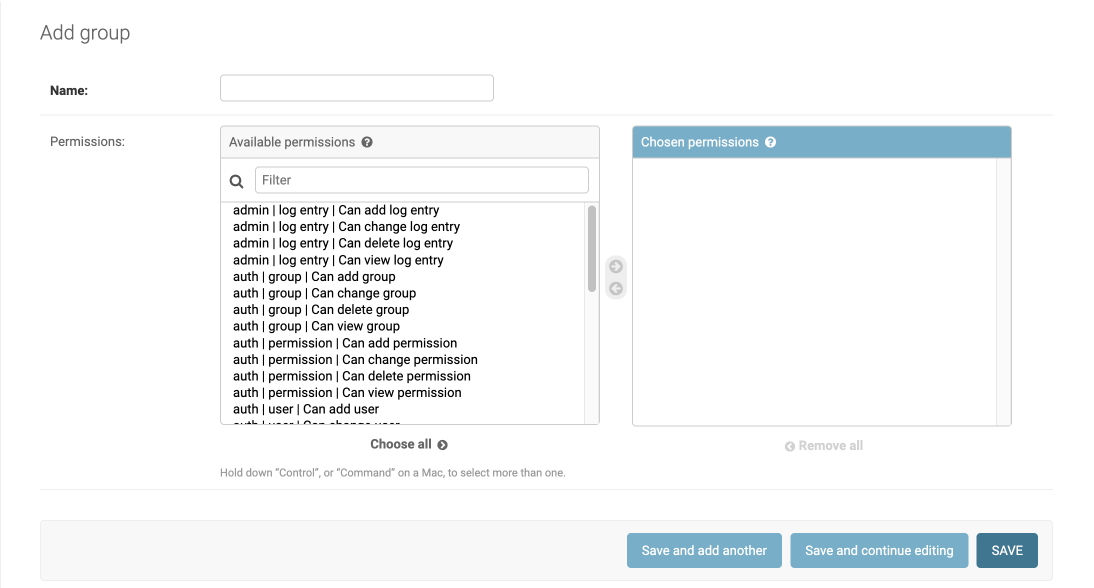 Add group
Name:
Permissions:
Available permissions ?
Filter
admin | log entry | Can add log entry
admin | log entry | Can change log entry
admin | log entry | Can delete log entry
admin | log entry | Can view log entry
auth | group | Can add group
auth | group | Can change group
auth | group | Can delete group
auth | group | Can view group
auth | permission | Can add permission
auth | permission | Can change permission
auth | permission | Can delete permission
auth | permission | Can view permission
auth | user | Can add user
auth | user | Can change user
Choose all
Hold down “Control”, or “Command” on a Mac, to select more than one.
Chosen permissions ?
Remove all
Save and add another
Save and continue editing
SAVE